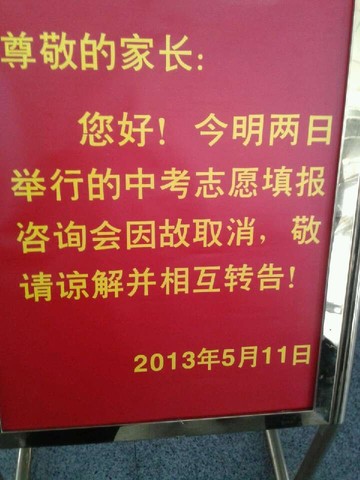 尊敬的家长：
您好！今明两日
举行的中考志愿填报
咨询会因故取消，敬
请谅解并相互转告！
2013年5月11日